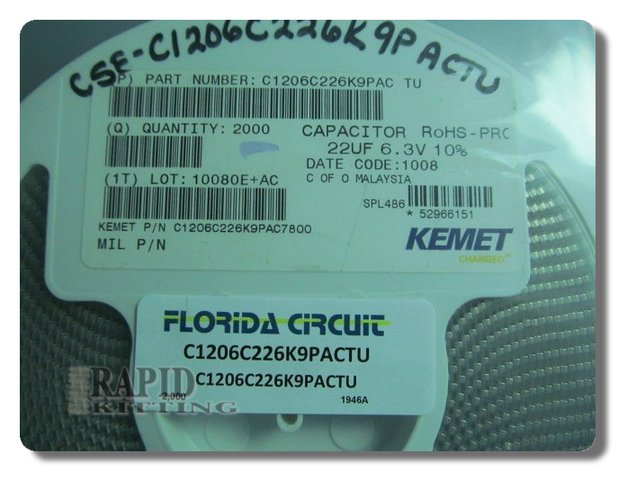 CSE-C1206C226K9PACTU
(P) PART NUMBER: C1206C226K9PAC TU
(Q) QUANTITY: 2000
CAPACITOR RoHS-PRC
22UF 6.3V 10%
DATE CODE:1008
(1T) LOT: 10080E+AC
C OF O MALAYSIA
SPL486
* 52966151
KEMET P/N C1206C226K9PAC7800
MIL P/N
KEMET
CHARGED.™
FLORIDA CIRCUIT
C1206C226K9PACTU
C1206C226K9PACTU
2,000
1946A
RAPID
KITTING